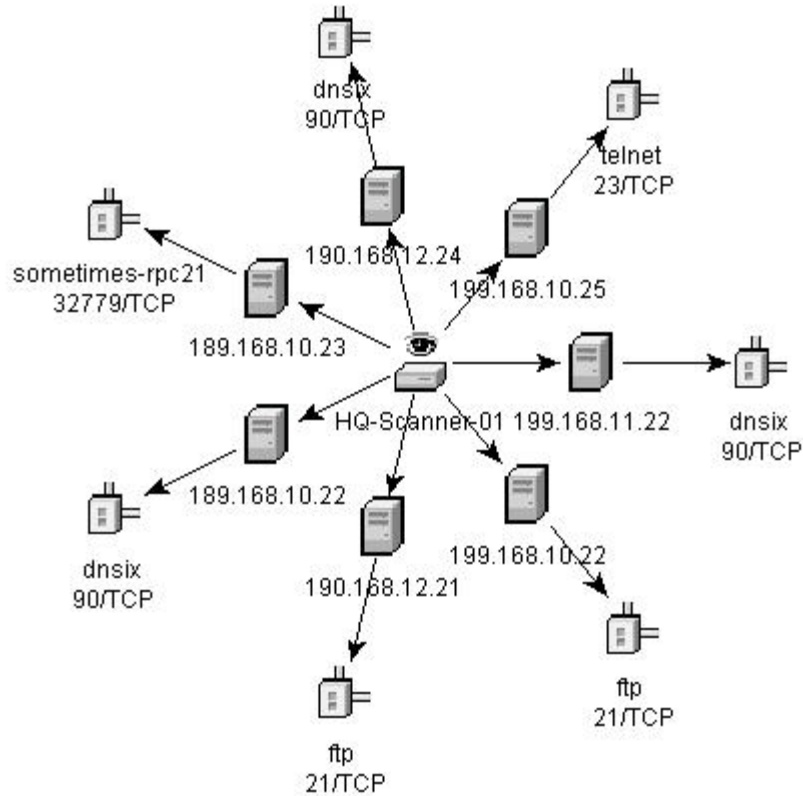 dnsix
90/TCP
telnet
23/TCP
190.168.12.24
sometimes-rpc21
32779/TCP
199.168.10.25
189.168.10.23
HQ-Scanner-01 199.168.11.22
dnsix
90/TCP
189.168.10.22
199.168.10.22
dnsix
90/TCP
190.168.12.21
ftp
21/TCP
ftp
21/TCP